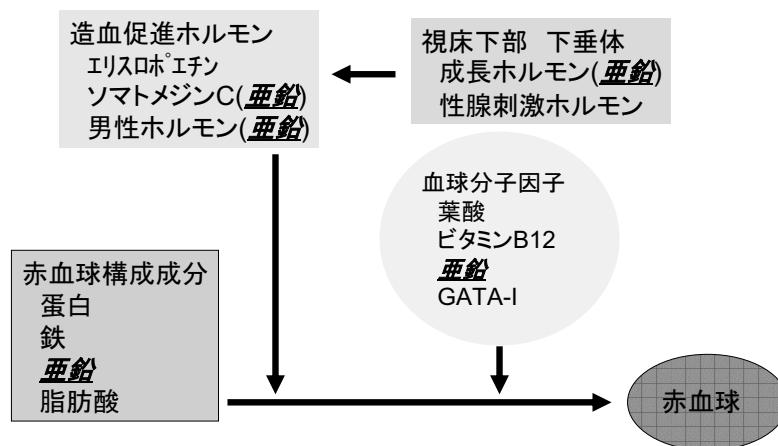 造血促進ホルモン
エリスロポエチン
ソマトメジンC(亜鉛)
男性ホルモン(亜鉛)
視床下部 下垂体
成長ホルモン(亜鉛)
性腺刺激ホルモン
血球分子因子
葉酸
ビタミンB12
亜鉛
GATA-I
赤血球構成成分
蛋白
鉄
亜鉛
脂肪酸
赤血球